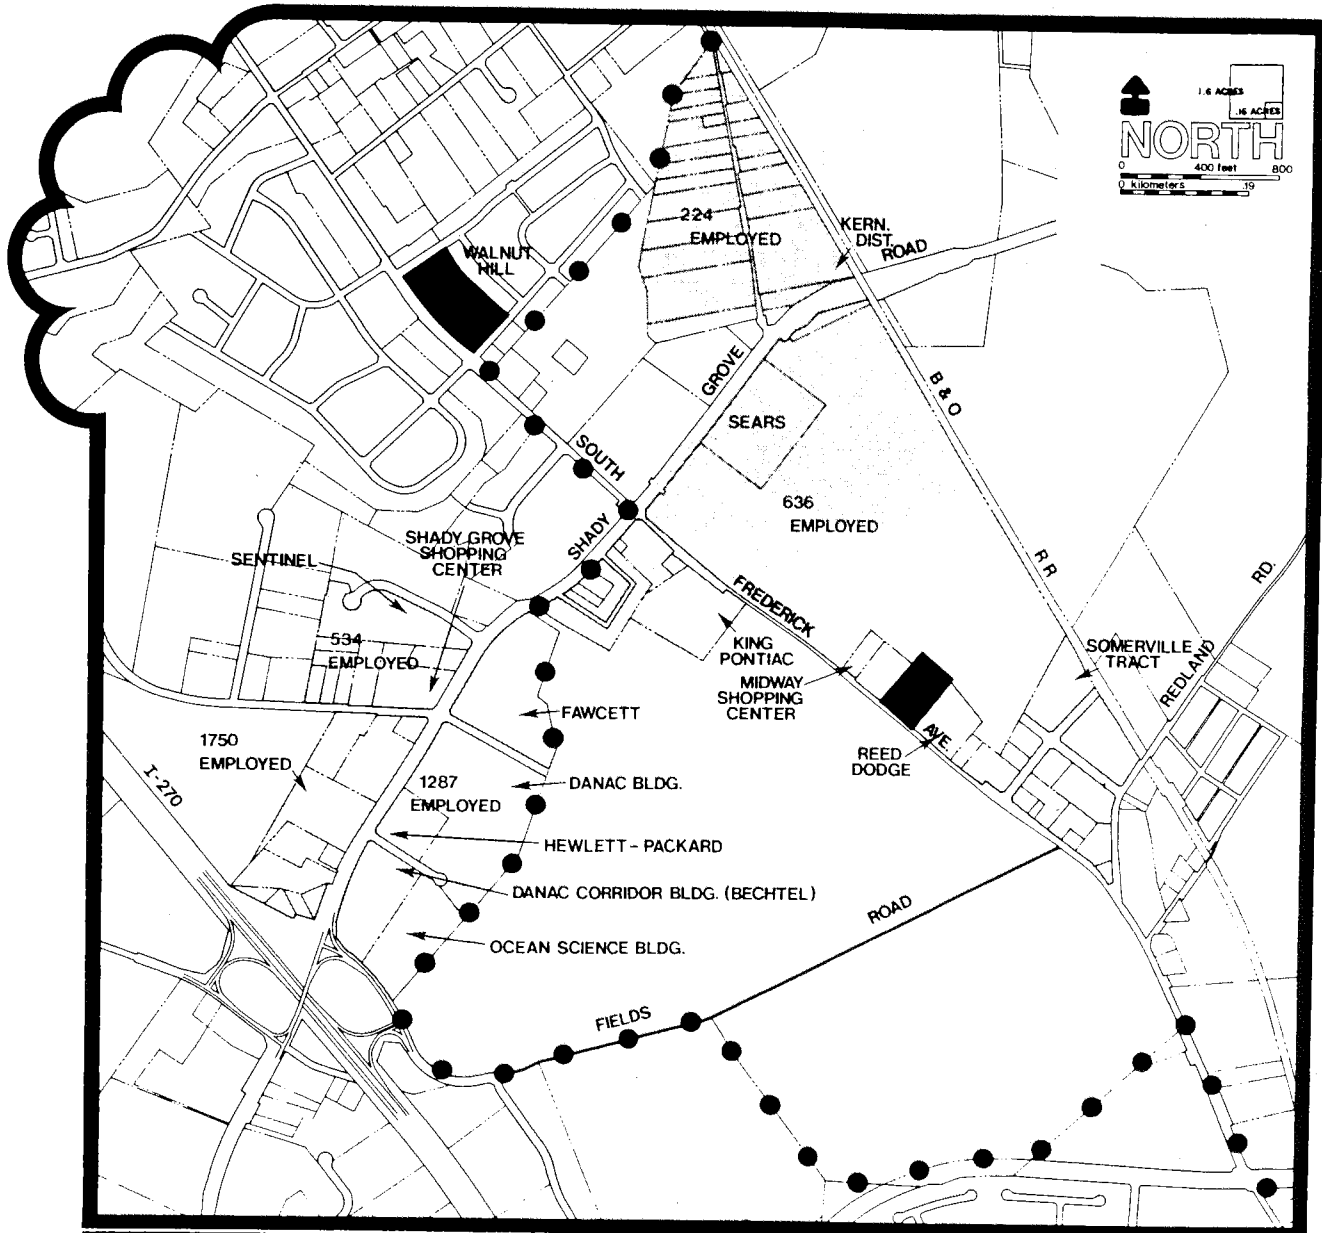 1.6 ACRES
.16 ACRES
NORTH
0 400 feet 800
0 kilometers .19
224
EMPLOYED
KERN.
DIST.
ROAD
WALNUT
HILL
GROVE
B & O
SEARS
SOUTH
636
EMPLOYED
SHADY
SHADY GROVE
SHOPPING
CENTER
SENTINEL
R R
RD.
FREDERICK
534
EMPLOYED
KING
PONTIAC
SOMERVILLE
TRACT
REDLAND
MIDWAY
SHOPPING
CENTER
FAWCETT
AVE
REED
DODGE
1750
EMPLOYED
I-270
1287
EMPLOYED
DANAC BLDG.
HEWLETT - PACKARD
DANAC CORRIDOR BLDG. (BECHTEL)
ROAD
OCEAN SCIENCE BLDG.
FIELDS